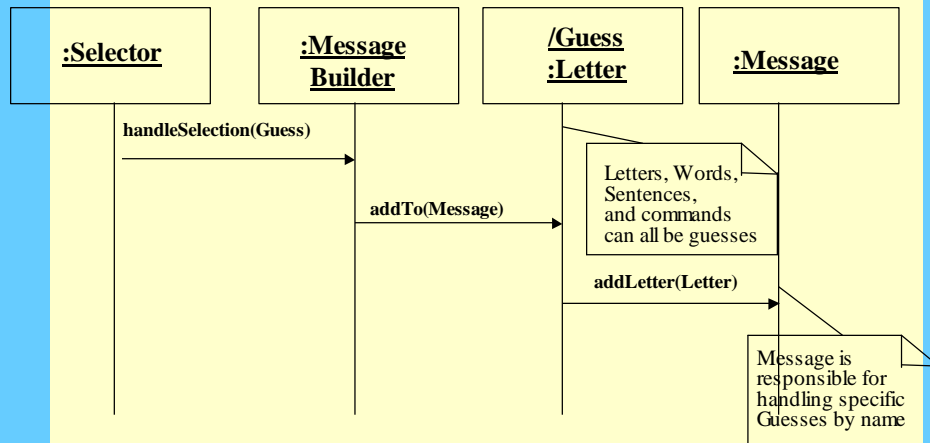 :Selector
:Message
Builder
/Guess
:Letter
:Message
handleSelection(Guess)
addTo(Message)
Letters, Words,
Sentences,
and commands
can all be guesses
addLetter(Letter)
Message is
responsible for
handling specific
Guesses by name